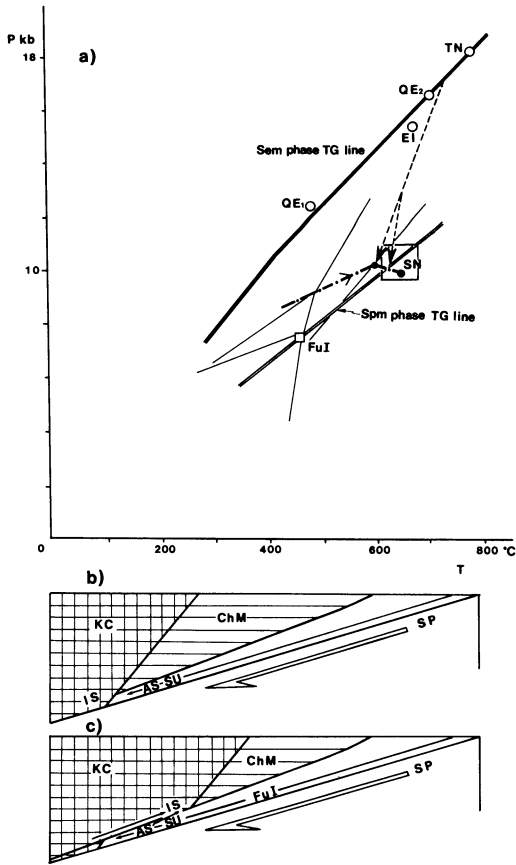 P kb
a)
18
TN
QE₂
EI
Sem phase TG line
QE₁
10
SN
Spm phase TG line
FuI
0 200 400 600 800 °C
T
b)
KC
ChM
SP
AS-SU
IS
c)
KC
ChM
SP
FuI
IS
AS-SU